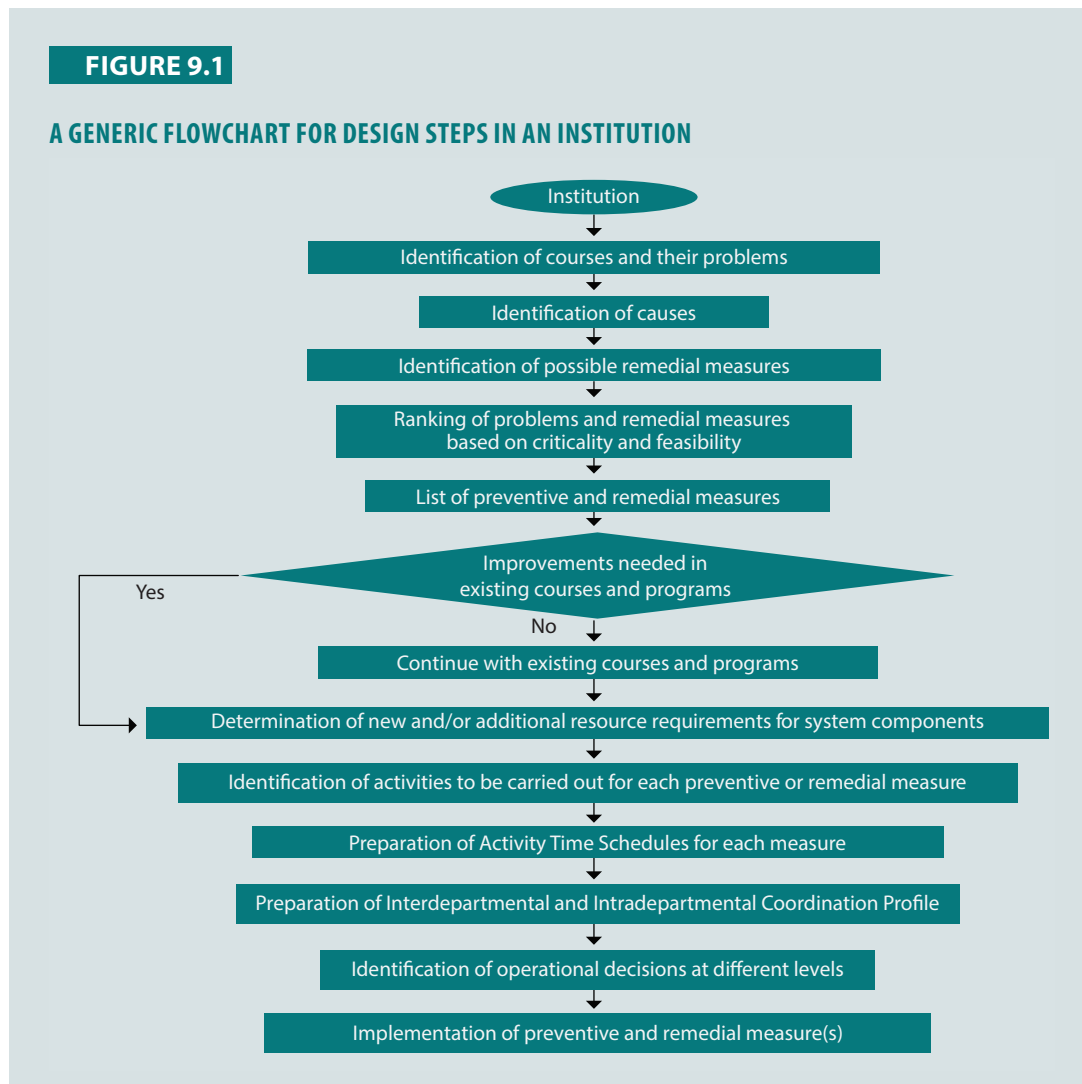 FIGURE 9.1
A GENERIC FLOWCHART FOR DESIGN STEPS IN AN INSTITUTION
Institution
Identification of courses and their problems
Identification of causes
Identification of possible remedial measures
Ranking of problems and remedial measures
based on criticality and feasibility
List of preventive and remedial measures
Improvements needed in
existing courses and programs
Yes
No
Continue with existing courses and programs
Determination of new and/or additional resource requirements for system components
Identification of activities to be carried out for each preventive or remedial measure
Preparation of Activity Time Schedules for each measure
Preparation of Interdepartmental and Intradepartmental Coordination Profile
Identification of operational decisions at different levels
Implementation of preventive and remedial measure(s)